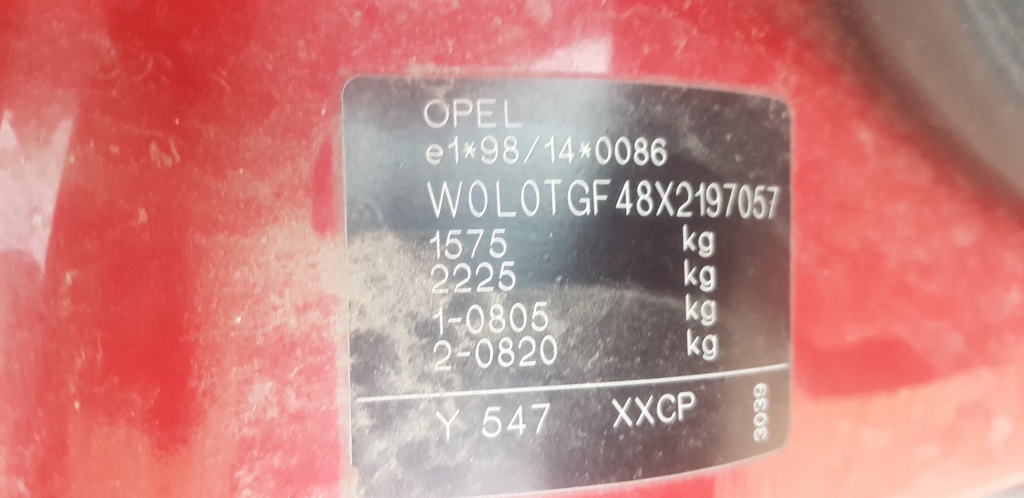 OPEL
e1*98/14*0086
W0L0TGF48X2197057
1575 kg
2225 kg
1-0805 kg
2-0820 kg
Y 547 XXCP
3039